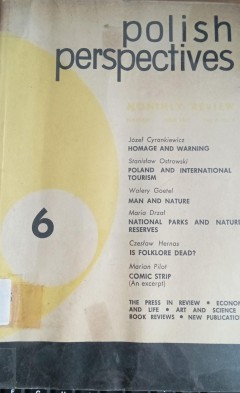 polish
perspectives
MONTHLY REVIEW
6
Józef Cyrankiewicz
HOMAGE AND WARNING
Stanisław Ostrowski
POLAND AND INTERNATIONAL
TOURISM
Walery Goetel
MAN AND NATURE
Maria Drzał
NATIONAL PARKS AND NATURE
RESERVES
Czesław Hernas
IS FOLKLORE DEAD?
Marian Pilot
COMIC STRIP
(An excerpt)
THE PRESS IN REVIEW • ECONOM
AND LIFE • ART AND SCIENCE
BOOK REVIEWS • NEW PUBLICATIO